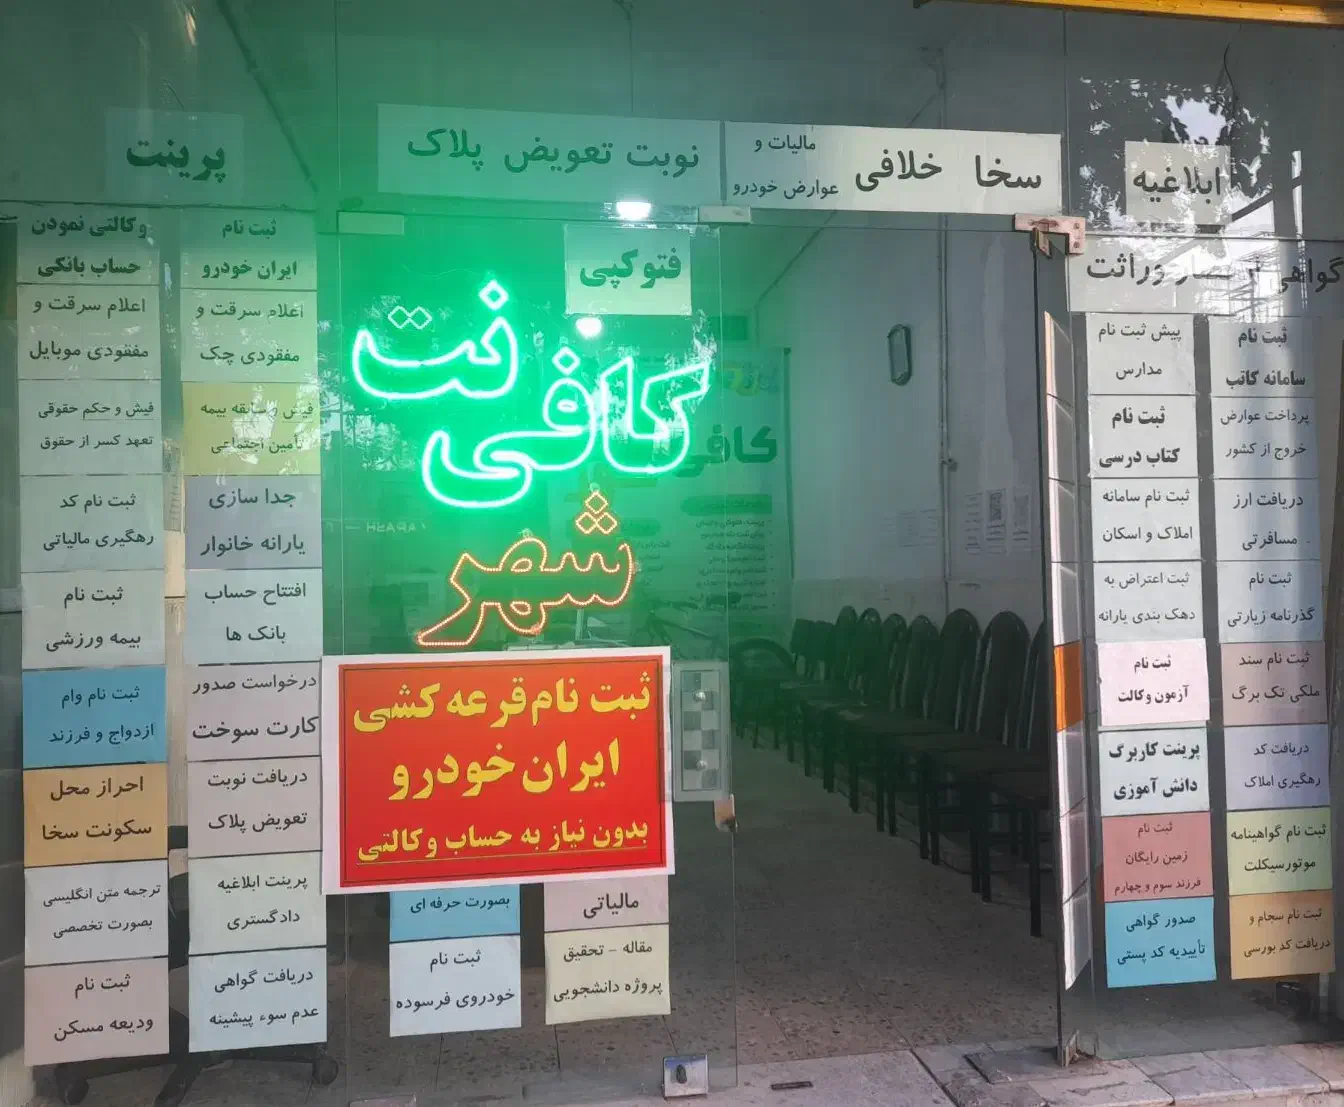 پرینت
نوبت تعویض پلاک
مالیات و
عوارض خودرو
سخا خلافی
ابلاغیه
وکالتی نمودن
حساب بانکی
اعلام سرقت و
مفقودی موبایل
فیش و حکم حقوقی
تعهد کسر از حقوق
ثبت نام کد
رهگیری مالیاتی
ثبت نام
بیمه ورزشی
ثبت نام وام
ازدواج و فرزند
احراز محل
سکونت سخا
ترجمه متن انگلیسی
بصورت تخصصی
ثبت نام
ودیعه مسکن
ثبت نام
ایران خودرو
اعلام سرقت و
مفقودی چک
فیش و سابقه بیمه
تامین اجتماعی
جدا سازی
یارانه خانوار
افتتاح حساب
بانک ها
درخواست صدور
کارت سوخت
دریافت نوبت
تعویض پلاک
پرینت ابلاغیه
دادگستری
دریافت گواهی
عدم سوء پیشینه
فتوکپی
کافی نت
شهر
کافی
ثبت نام قرعه کشی
ایران خودرو
بدون نیاز به حساب وکالتی
بصورت حرفه ای
ثبت نام
خودروی فرسوده
مالیاتی
مقاله - تحقیق
پروژه دانشجویی
گواهی
وراثت
پیش ثبت نام
مدارس
ثبت نام
کتاب درسی
ثبت نام سامانه
املاک و اسکان
ثبت اعتراض به
دهک بندی یارانه
ثبت نام
آزمون وکالت
پرینت کاربرگ
دانش آموزی
ثبت نام
زمین رایگان
فرزند سوم و چهارم
صدور گواهی
تأییدیه کد پستی
ثبت نام
سامانه کاتب
پرداخت عوارض
خروج از کشور
دریافت ارز
مسافرتی
ثبت نام
گذرنامه زیارتی
ثبت نام سند
ملکی تک برگ
دریافت کد
رهگیری املاک
ثبت نام گواهینامه
موتورسیکلت
ثبت نام سجام و
دریافت کد بورسی